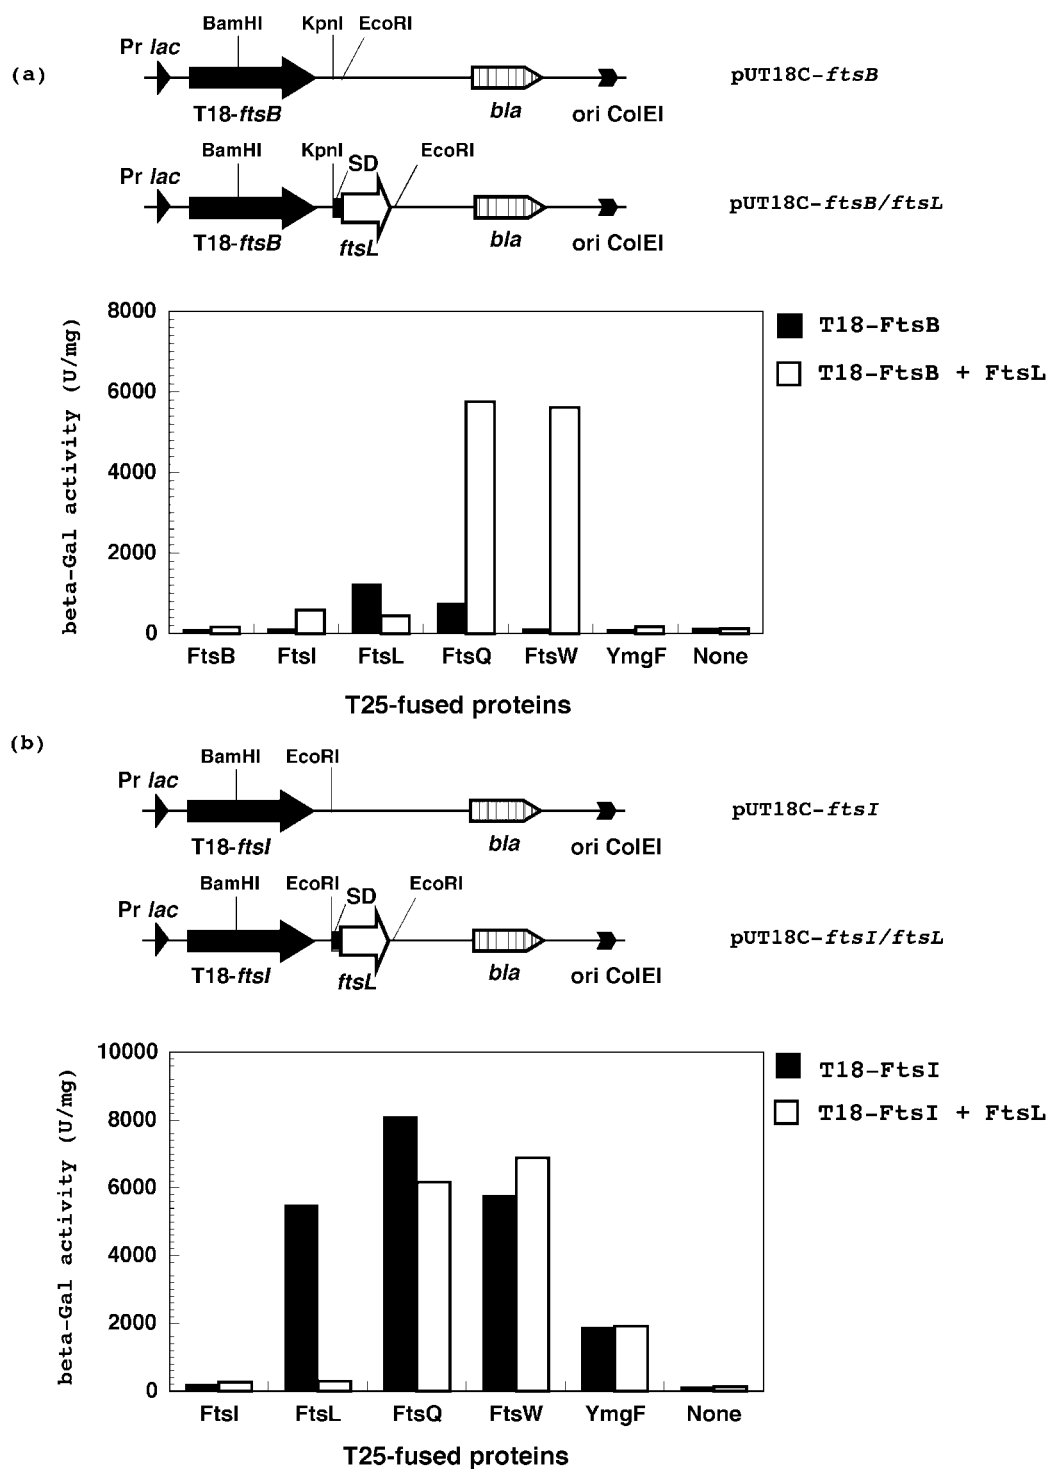 (a)
BamHI KpnI EcoRI
Pr lac
pUT18C-ftsB
T18-ftsB bla ori ColEI
BamHI KpnI SD EcoRI
Pr lac
pUT18C-ftsB/ftsL
T18-ftsB ftsL bla ori ColEI
beta-Gal activity (U/mg)
8000
6000
4000
2000
0
T18-FtsB
T18-FtsB + FtsL
FtsB FtsI FtsL FtsQ FtsW YmgF None
T25-fused proteins
(b)
BamHI EcoRI
Pr lac
pUT18C-ftsI
T18-ftsI bla ori ColEI
BamHI EcoRI SD EcoRI
Pr lac
pUT18C-ftsI/ftsL
T18-ftsI ftsL bla ori ColEI
beta-Gal activity (U/mg)
10000
8000
6000
4000
2000
0
T18-FtsI
T18-FtsI + FtsL
FtsI FtsL FtsQ FtsW YmgF None
T25-fused proteins